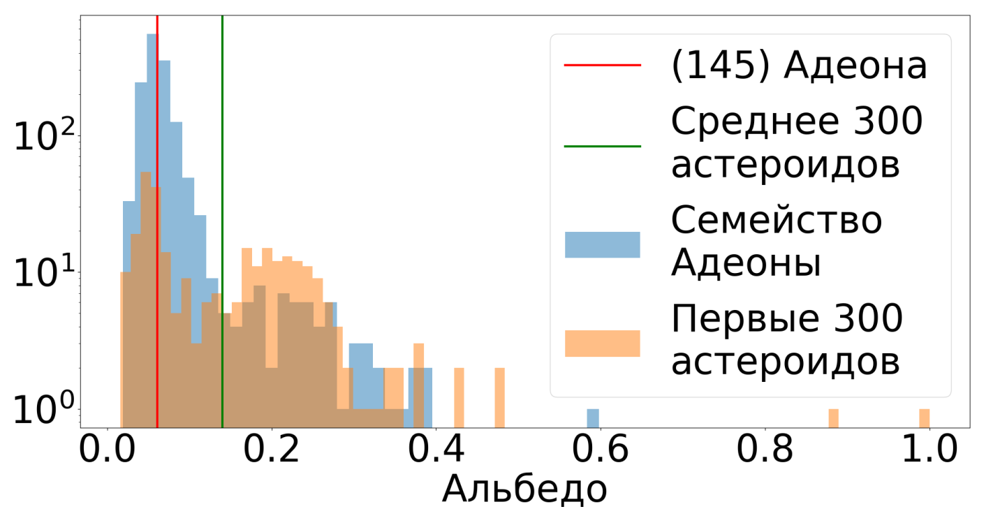 10²
10¹
10⁰
0.0 0.2 0.4 0.6 0.8 1.0
Альбедо
(145) Адеона
Среднее 300
астероидов
Семейство
Адеоны
Первые 300
астероидов